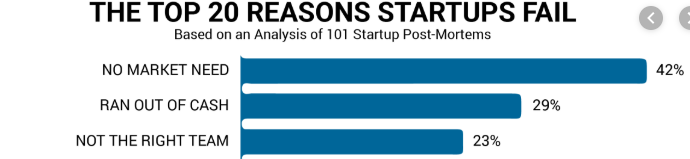 THE TOP 20 REASONS STARTUPS FAIL
Based on an Analysis of 101 Startup Post-Mortems
NO MARKET NEED 42%
RAN OUT OF CASH 29%
NOT THE RIGHT TEAM 23%